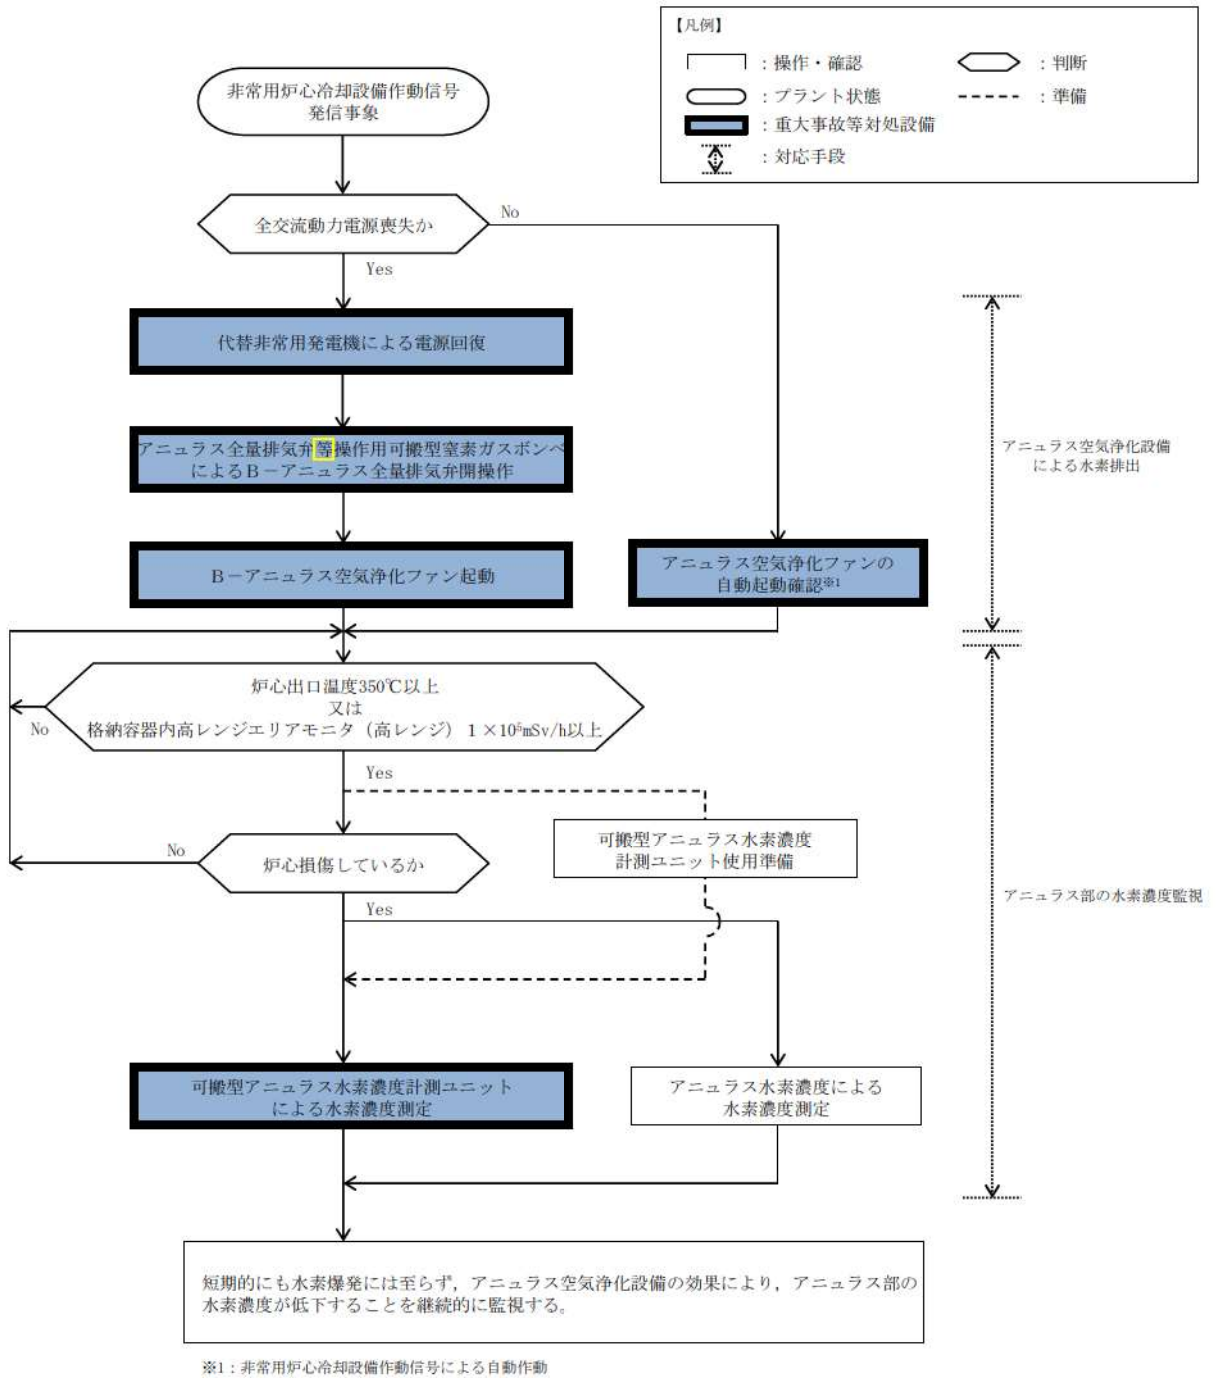 【凡例】
：操作・確認
：判断
：プラント状態
：準備
：重大事故等対処設備
：対応手段
非常用炉心冷却設備作動信号
発信事象
全交流動力電源喪失か
No
Yes
代替非常用発電機による電源回復
アニュラス全量排気弁等操作用可搬型窒素ガスボンベ
によるＢ－アニュラス全量排気弁開操作
アニュラス空気浄化設備
による水素排出
Ｂ－アニュラス空気浄化ファン起動
アニュラス空気浄化ファンの
自動起動確認※1
炉心出口温度350℃以上
又は
格納容器内高レンジエリアモニタ（高レンジ）１×10⁵mSv/h以上
No
Yes
可搬型アニュラス水素濃度
計測ユニット使用準備
No
炉心損傷しているか
Yes
アニュラス部の水素濃度監視
可搬型アニュラス水素濃度計測ユニット
による水素濃度測定
アニュラス水素濃度による
水素濃度測定
短期的にも水素爆発には至らず，アニュラス空気浄化設備の効果により，アニュラス部の
水素濃度が低下することを継続的に監視する。
※1：非常用炉心冷却設備作動信号による自動作動